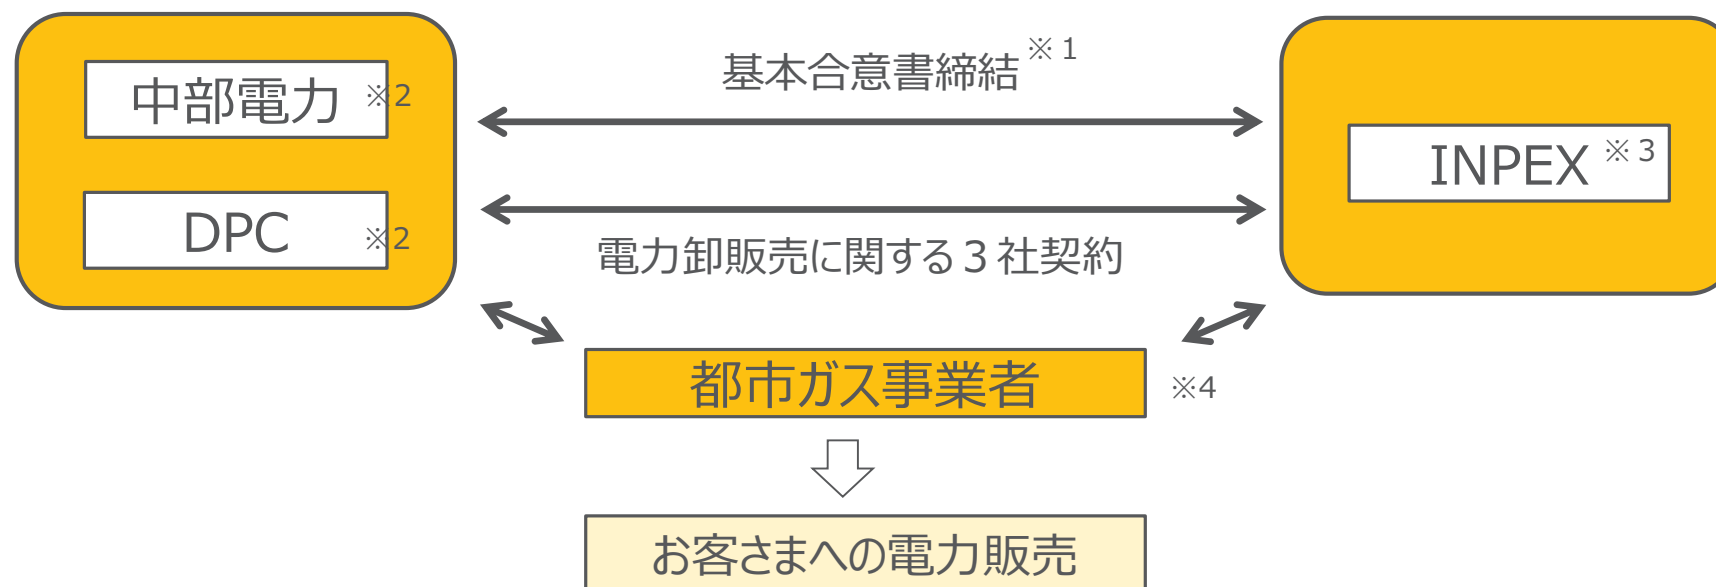 基本合意書締結※1
中部電力 ※2
INPEX ※3
DPC ※2
電力卸販売に関する3社契約
都市ガス事業者 ※4
お客さまへの電力販売